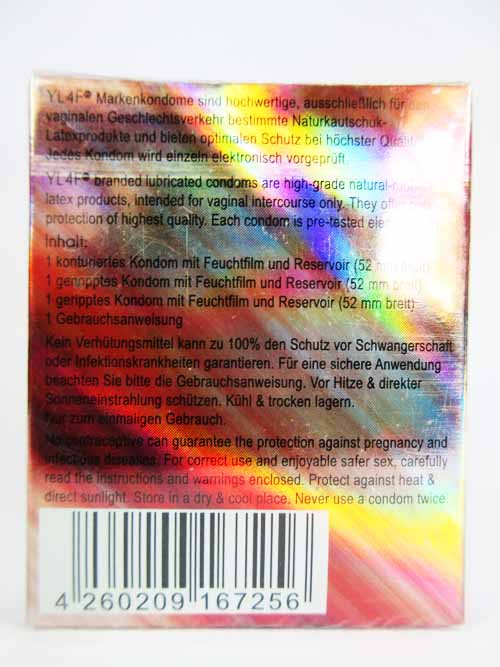 YL4F® Markenkondome sind hochwertige, ausschließlich für den
vaginalen Geschlechtsverkehr bestimmte Naturkautschuk-
Latexprodukte und bieten optimalen Schutz bei höchster Qualität.
Jedes Kondom wird einzeln elektronisch vorgeprüft.
YL4F® branded lubricated condoms are high-grade
latex products, intended for vaginal intercourse only. They
protection of highest quality. Each condom is pre-tested
Inhalt:
1 konturiertes Kondom mit Feuchtfilm und Reservoir (52 mm breit)
1 genopptes Kondom mit Feuchtfilm und Reservoir (52 mm breit)
1 geripptes Kondom mit Feuchtfilm und Reservoir (52 mm breit)
1 Gebrauchsanweisung
Kein Verhütungsmittel kann zu 100% den Schutz vor Schwangerschaft
oder Infektionskrankheiten garantieren. Für eine sichere Anwendung
beachten Sie bitte die Gebrauchsanweisung. Vor Hitze & direkter
Sonneneinstrahlung schützen. Kühl & trocken lagern.
Nur zum einmaligen Gebrauch.
No contraceptive can guarantee the protection against pregnancy and
infectious diseases. For correct use and enjoyable safer sex, carefully
read the instructions and warnings enclosed. Protect against heat &
direct sunlight. Store in a dry & cool place. Never use a condom twice.
4 260209 167256